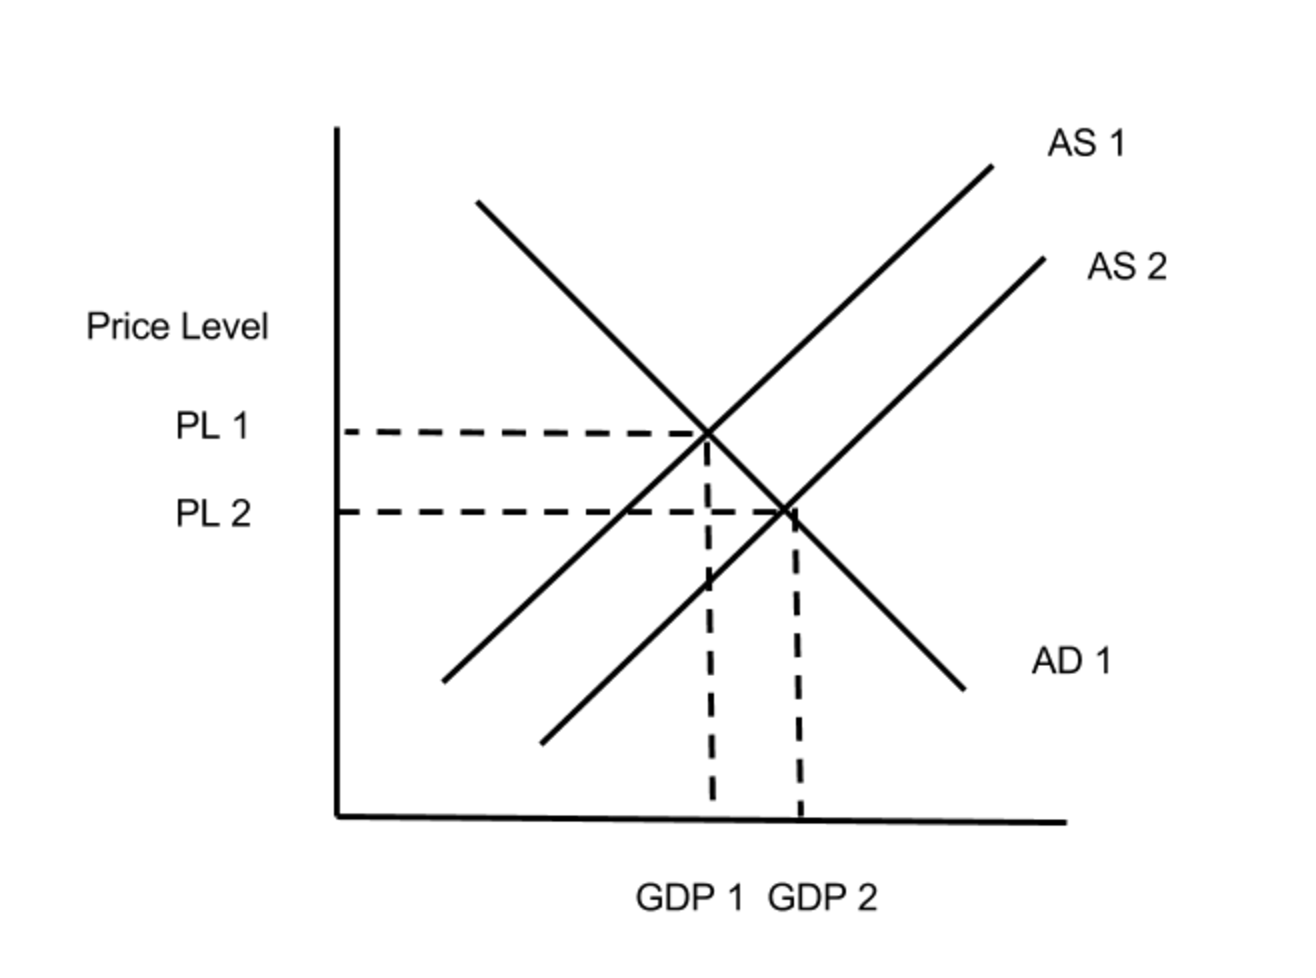 AS 1
AS 2
Price Level
PL 1
PL 2
AD 1
GDP 1 GDP 2